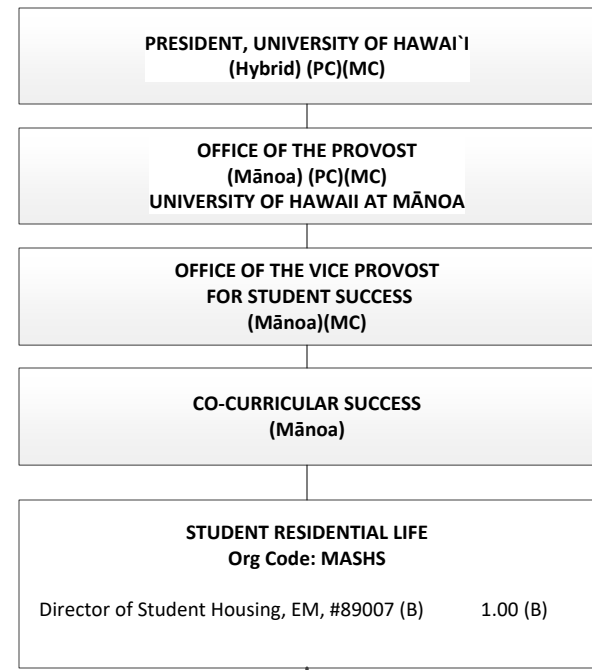 PRESIDENT, UNIVERSITY OF HAWAI`I
(Hybrid) (PC)(MC)
OFFICE OF THE PROVOST
(Mānoa) (PC)(MC)
UNIVERSITY OF HAWAII AT MĀNOA
OFFICE OF THE VICE PROVOST
FOR STUDENT SUCCESS
(Mānoa)(MC)
CO-CURRICULAR SUCCESS
(Mānoa)
STUDENT RESIDENTIAL LIFE
Org Code: MASHS
Director of Student Housing, EM, #89007 (B) 1.00 (B)